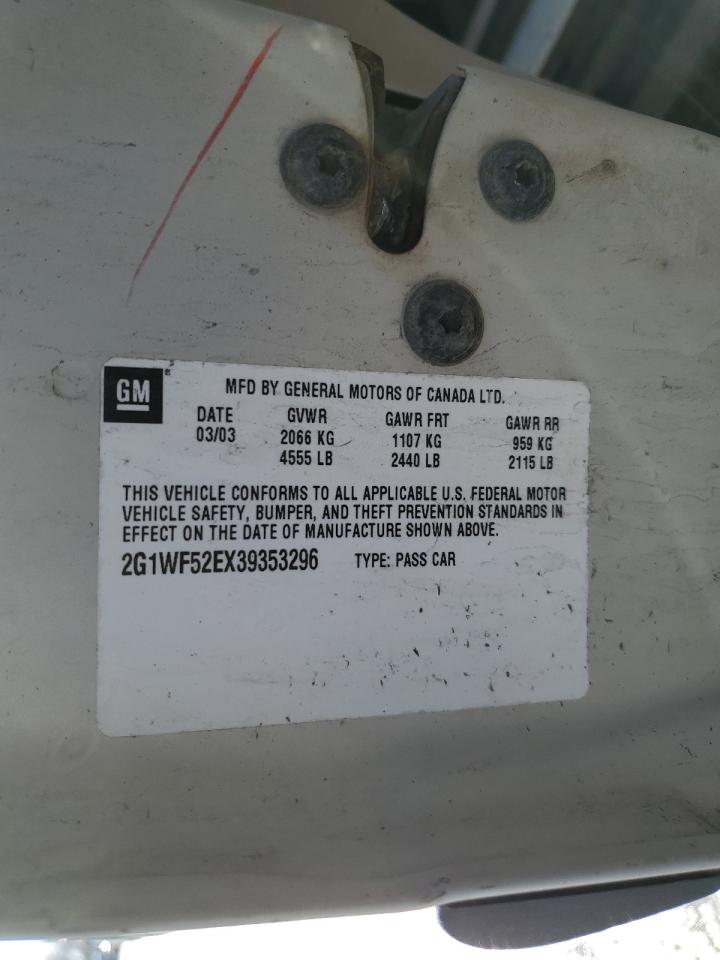 GM
MFD BY GENERAL MOTORS OF CANADA LTD.
DATE GVWR GAWR FRT GAWR RR
03/03 2066 KG 1107 KG 959 KG
4555 LB 2440 LB 2115 LB
THIS VEHICLE CONFORMS TO ALL APPLICABLE U.S. FEDERAL MOTOR
VEHICLE SAFETY, BUMPER, AND THEFT PREVENTION STANDARDS IN
EFFECT ON THE DATE OF MANUFACTURE SHOWN ABOVE.
2G1WF52EX39353296 TYPE: PASS CAR